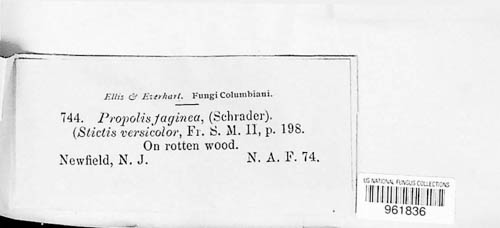 Ellis & Everhart. Fungi Columbiani.
744. Propolis faginea, (Schrader).
(Stictis versicolor, Fr. S. M. II, p. 198.
On rotten wood.
Newfield, N. J. N. A. F. 74.
US NATIONAL FUNGUS COLLECTIONS
961836